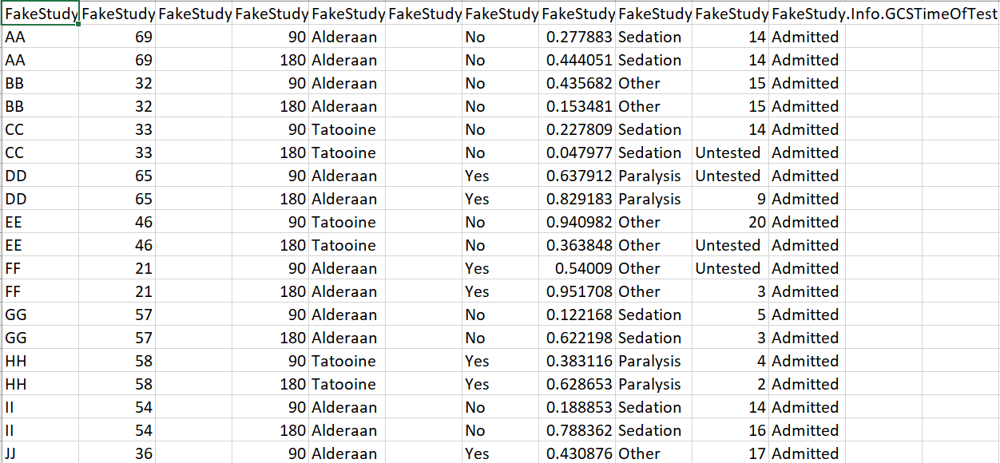 FakeStudy FakeStudy FakeStudy FakeStudy FakeStudy FakeStudy FakeStudy FakeStudy FakeStudy FakeStudy FakeStudy.Info.GCSTimeOfTest
AA 69 90 Alderaan No 0.277883 Sedation 14 Admitted
AA 69 180 Alderaan No 0.444051 Sedation 14 Admitted
BB 32 90 Alderaan No 0.435682 Other 15 Admitted
BB 32 180 Alderaan No 0.153481 Other 15 Admitted
CC 33 90 Tatooine No 0.227809 Sedation 14 Admitted
CC 33 180 Tatooine No 0.047977 Sedation Untested Admitted
DD 65 90 Alderaan Yes 0.637912 Paralysis Untested Admitted
DD 65 180 Alderaan Yes 0.829183 Paralysis 9 Admitted
EE 46 90 Tatooine No 0.940982 Other 20 Admitted
EE 46 180 Tatooine No 0.363848 Other Untested Admitted
FF 21 90 Alderaan Yes 0.54009 Other Untested Admitted
FF 21 180 Alderaan Yes 0.951708 Other 3 Admitted
GG 57 90 Alderaan No 0.122168 Sedation 5 Admitted
GG 57 180 Alderaan No 0.622198 Sedation 3 Admitted
HH 58 90 Tatooine Yes 0.383116 Paralysis 4 Admitted
HH 58 180 Tatooine Yes 0.628653 Paralysis 2 Admitted
II 54 90 Alderaan No 0.188853 Sedation 14 Admitted
II 54 180 Alderaan No 0.788362 Sedation 16 Admitted
JJ 36 90 Alderaan Yes 0.430876 Other 17 Admitted